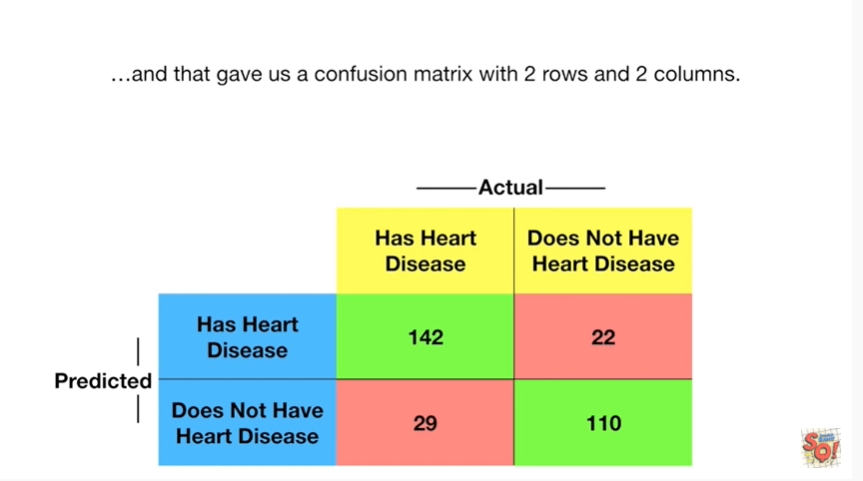 ...and that gave us a confusion matrix with 2 rows and 2 columns.
Actual
Has Heart
Disease
Does Not Have
Heart Disease
Predicted
Has Heart
Disease
142
22
Does Not Have
Heart Disease
29
110